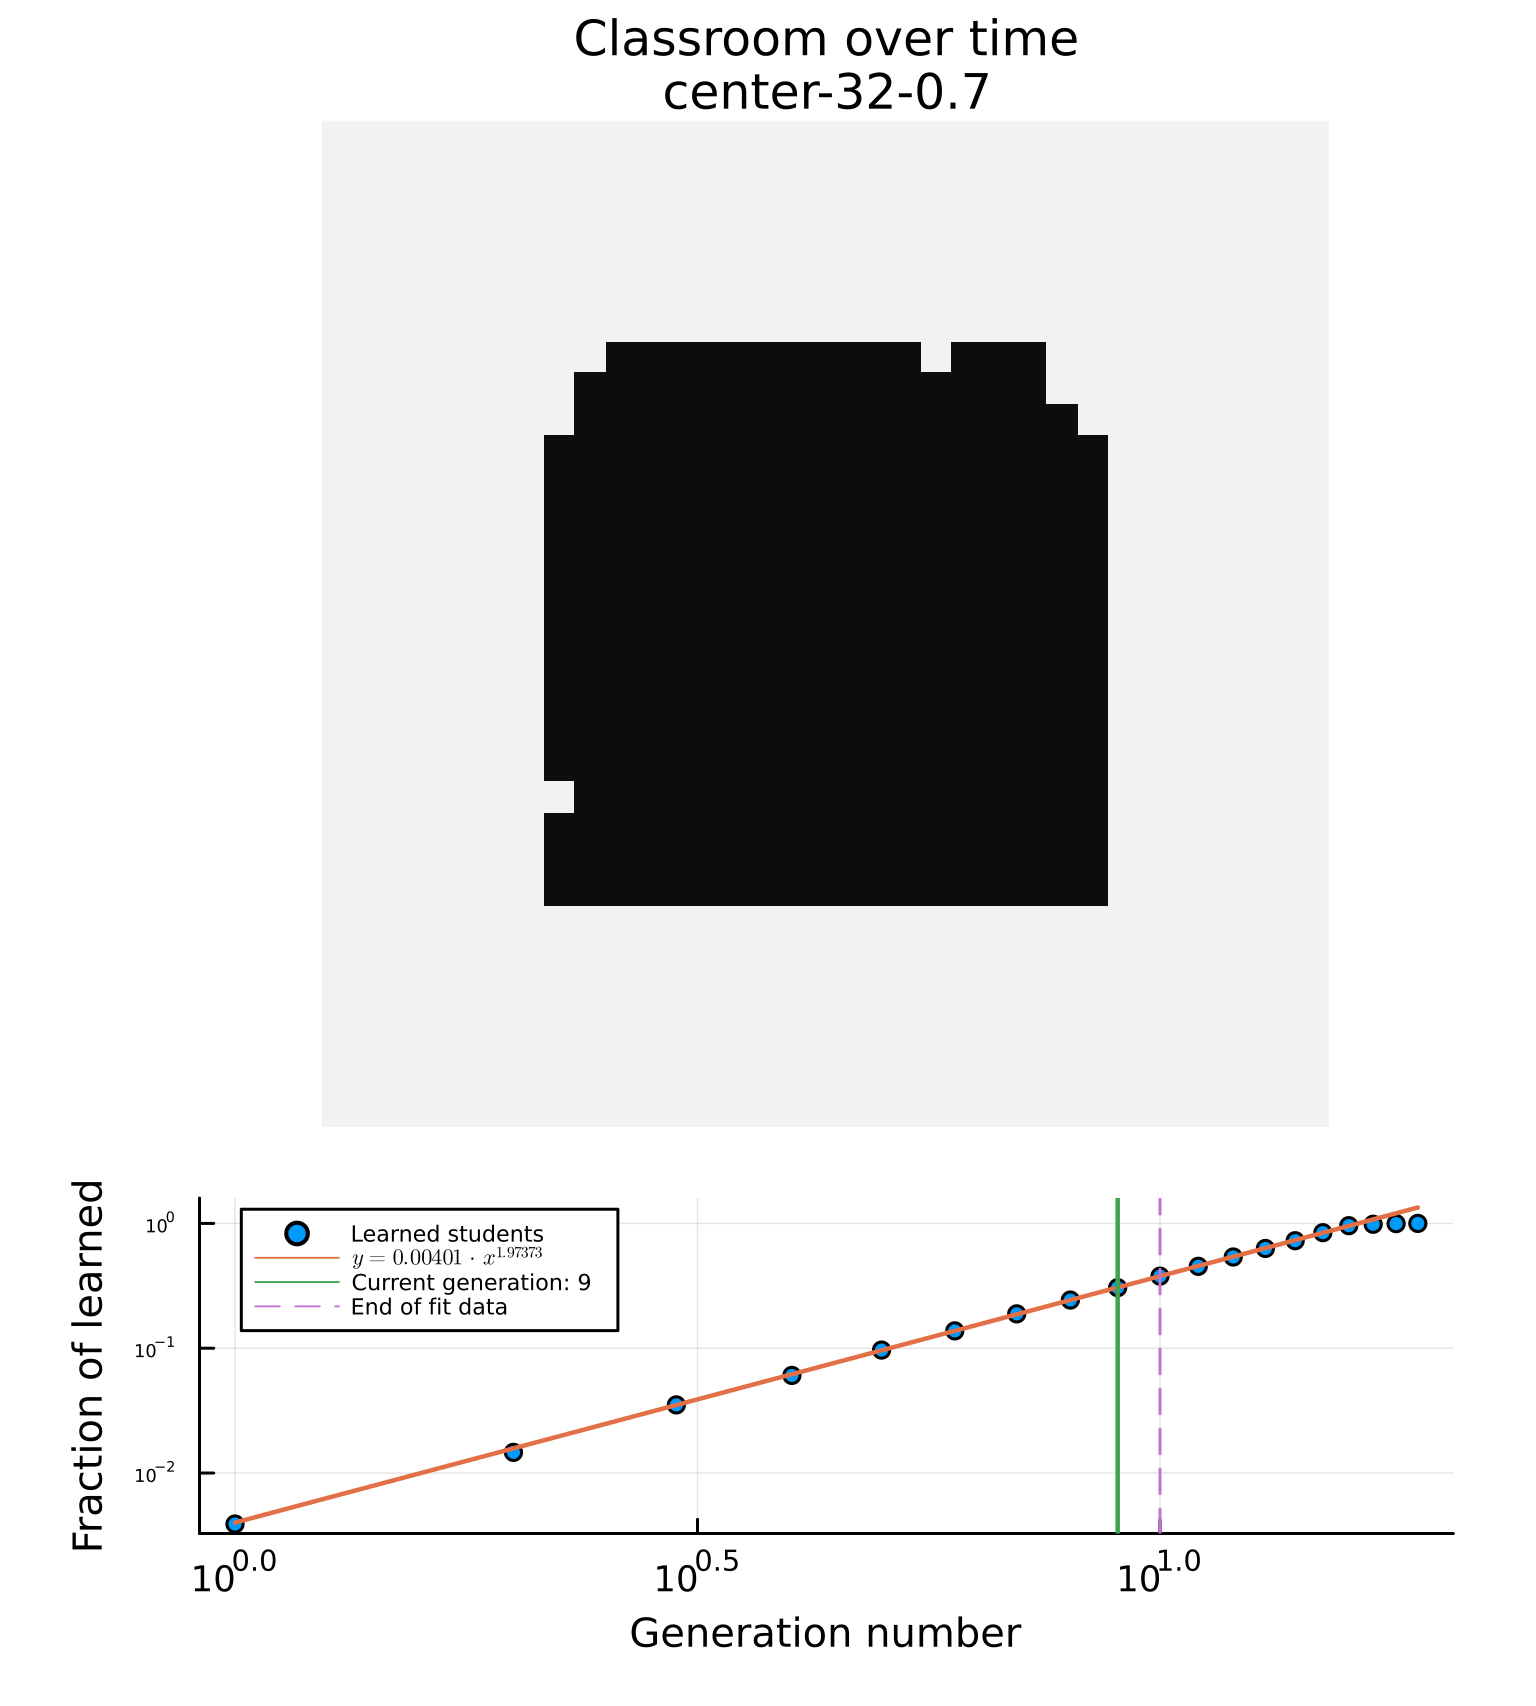 Classroom over time
center-32-0.7
Fraction of learned
10⁰
10⁻¹
10⁻²
Learned students
y = 0.00401 · x^1.97373
Current generation: 9
End of fit data
10^0.0
10^0.5
10^1.0
Generation number